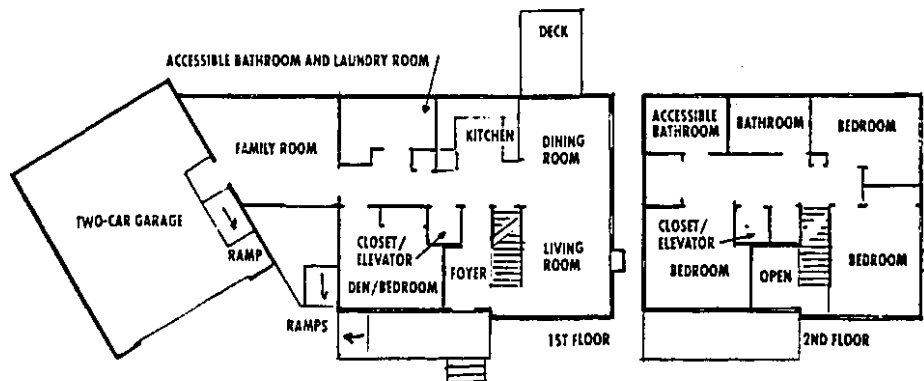 DECK
ACCESSIBLE BATHROOM AND LAUNDRY ROOM
KITCHEN
DINING
ROOM
FAMILY ROOM
TWO-CAR GARAGE
RAMP
CLOSET/
ELEVATOR
DEN/BEDROOM
FOYER
LIVING
ROOM
RAMPS
1ST FLOOR
ACCESSIBLE
BATHROOM
BATHROOM
BEDROOM
CLOSET/
ELEVATOR
BEDROOM
OPEN
BEDROOM
2ND FLOOR